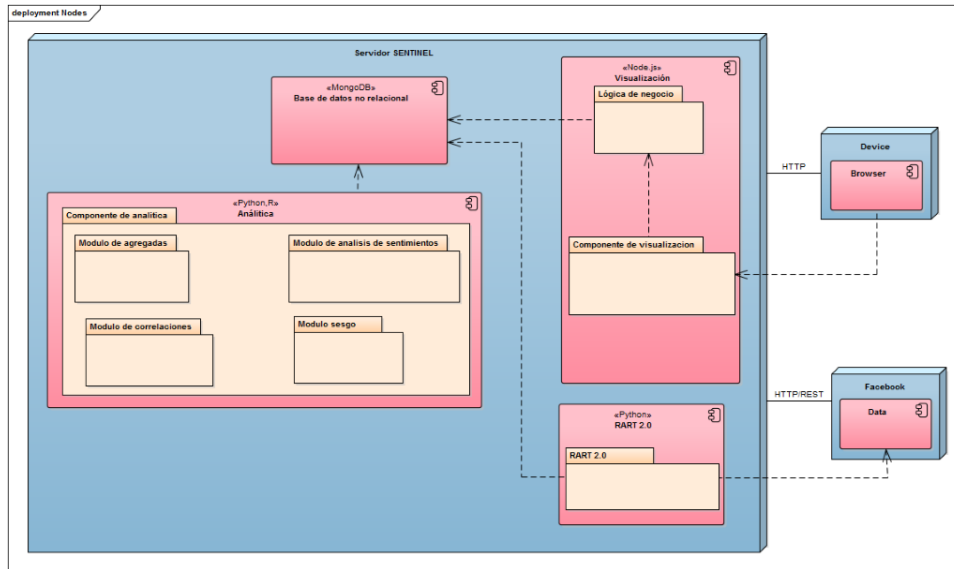 deployment Nodes
Servidor SENTINEL
«MongoDB»
Base de datos no relacional
«Node.js»
Visualización
Lógica de negocio
Componente de visualizacion
«Python,R»
Análitica
Componente de analitica
Modulo de agregadas
Modulo de analisis de sentimientos
Modulo de correlaciones
Modulo sesgo
«Python»
RART 2.0
RART 2.0
HTTP
Device
Browser
HTTP/REST
Facebook
Data